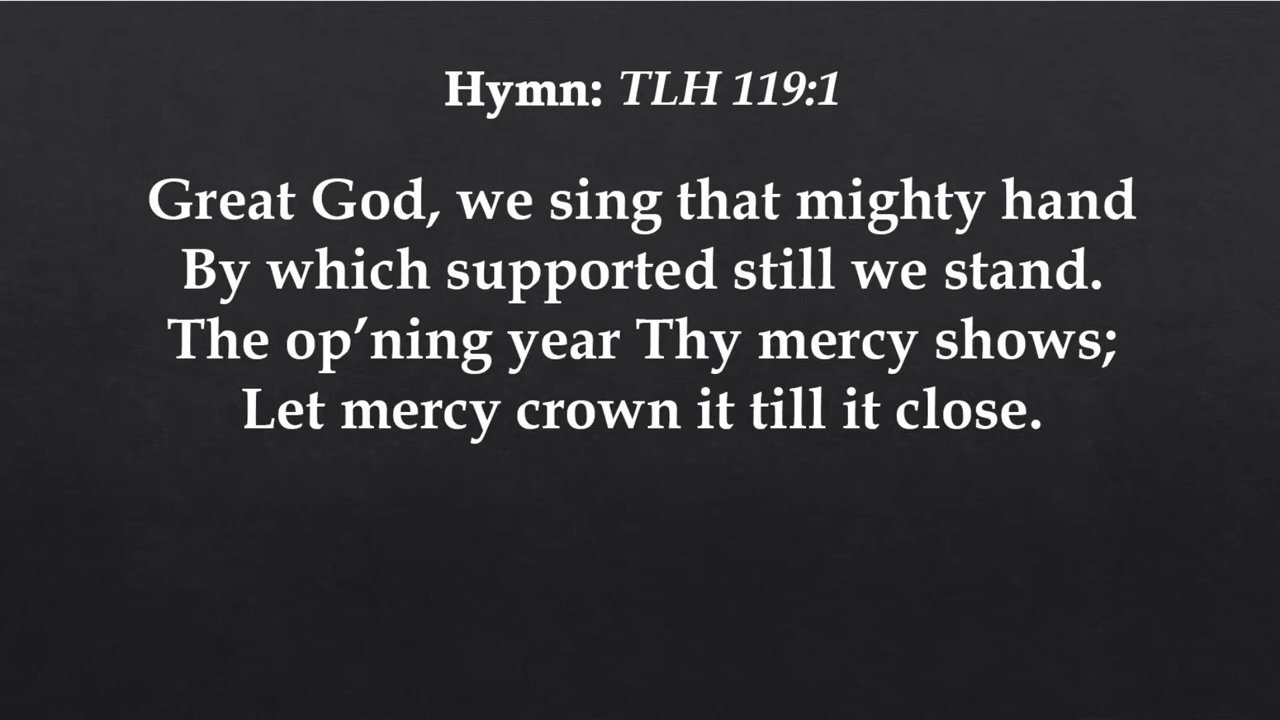 Hymn: TLH 119:1
Great God, we sing that mighty hand
By which supported still we stand.
The op’ning year Thy mercy shows;
Let mercy crown it till it close.